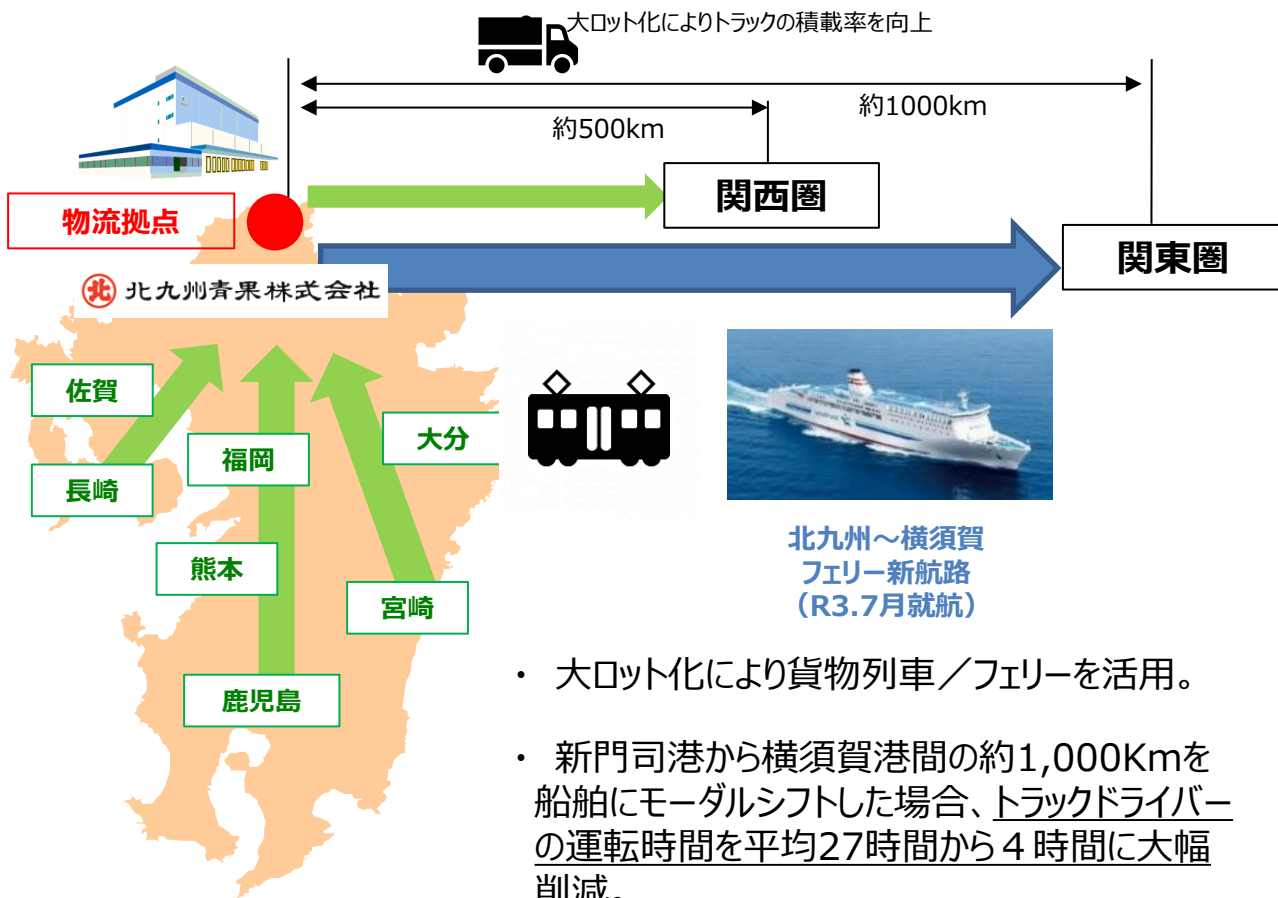 大ロット化によりトラックの積載率を向上
約1000km
約500km
関西圏
物流拠点
関東圏
北 北九州青果株式会社
佐賀
大分
福岡
長崎
北九州～横須賀
フェリー新航路
（R3.7月就航）
熊本
宮崎
鹿児島
・ 大ロット化により貨物列車／フェリーを活用。
・ 新門司港から横須賀港間の約1,000Kmを
船舶にモーダルシフトした場合、トラックドライバー
の運転時間を平均27時間から４時間に大幅
削減。